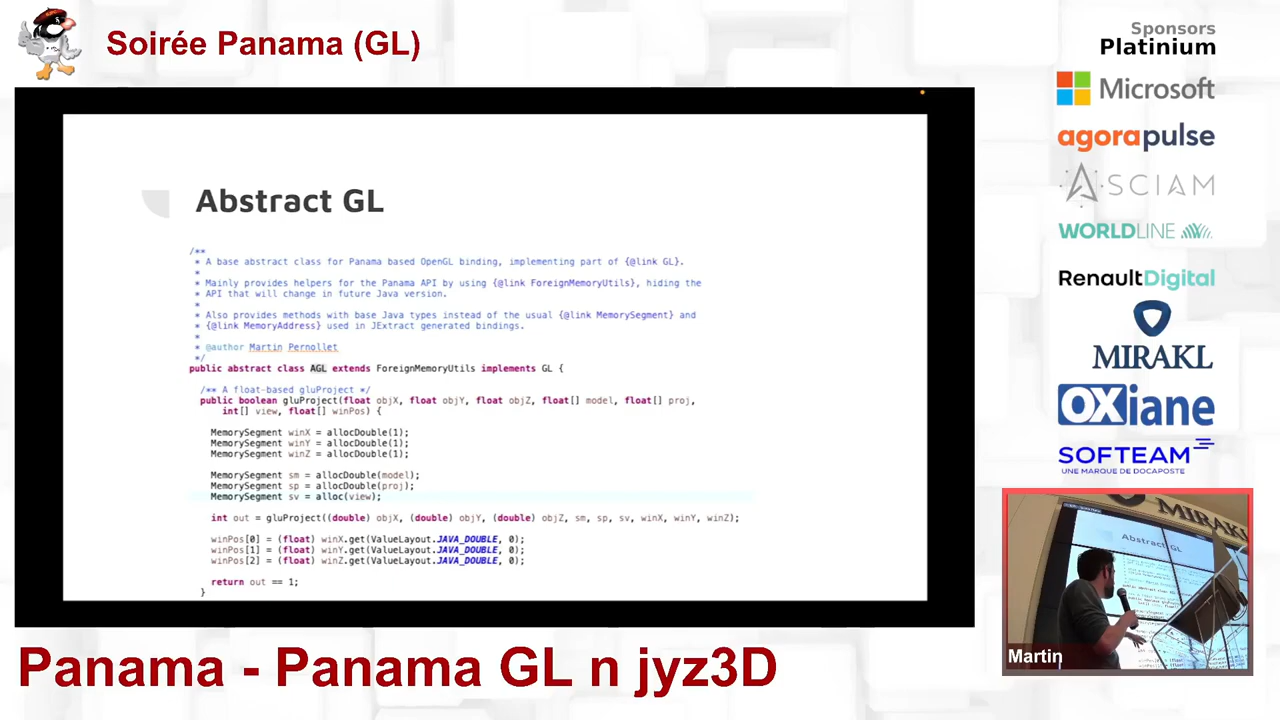 Soirée Panama (GL)
Sponsors
Platinium
Microsoft
agorapulse
ASCIAM
WORLDLINE
RenaultDigital
MIRAKL
OXiane
SOFTEAM
UNE MARQUE DE DOCAPOSTE
Abstract GL
/**
* A base abstract class for Panama based OpenGL binding, implementing part of {@link GL}.
*
* Mainly provides helpers for the Panama API by using {@link ForeignMemoryUtils}, hiding the
* API that will change in future Java version.
*
* Also provides methods with base Java types instead of the usual {@link MemorySegment} and
* {@link MemoryAddress} used in JExtract generated bindings.
*
* @author Martin Pernollet
*/
public abstract class AGL extends ForeignMemoryUtils implements GL {
/** A float-based gluProject */
public boolean gluProject(float objX, float objY, float objZ, float[] model, float[] proj,
int[] view, float[] winPos) {
MemorySegment winX = allocDouble(1);
MemorySegment winY = allocDouble(1);
MemorySegment winZ = allocDouble(1);
MemorySegment sm = allocDouble(model);
MemorySegment sp = allocDouble(proj);
MemorySegment sv = alloc(view);
int out = gluProject((double) objX, (double) objY, (double) objZ, sm, sp, sv, winX, winY, winZ);
winPos[0] = (float) winX.get(ValueLayout.JAVA_DOUBLE, 0);
winPos[1] = (float) winY.get(ValueLayout.JAVA_DOUBLE, 0);
winPos[2] = (float) winZ.get(ValueLayout.JAVA_DOUBLE, 0);
return out == 1;
}
MIRAKL
Abstract GL
Martin
Panama - Panama GL n jyz3D